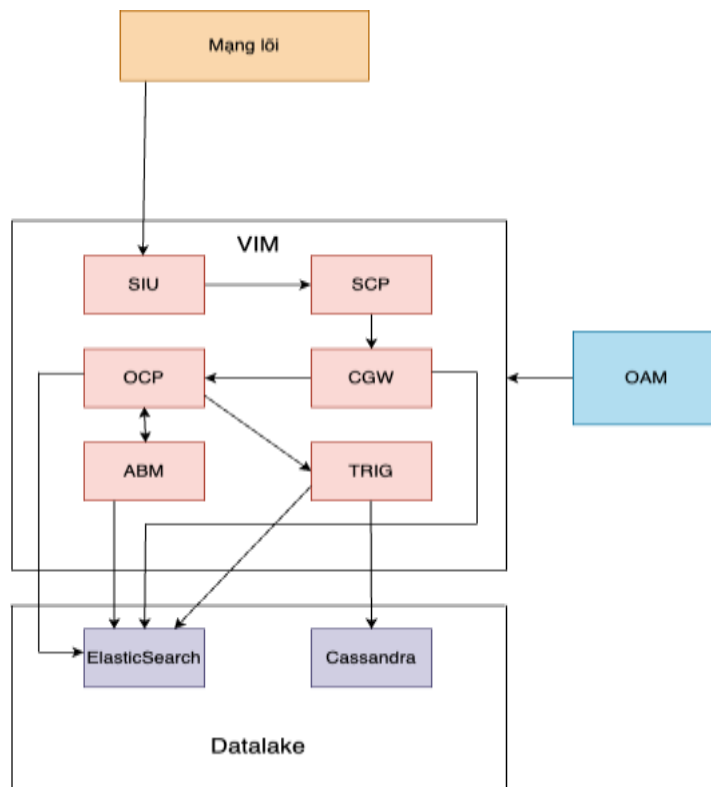 Mạng lõi
VIM
SIU
SCP
OCP
CGW
OAM
ABM
TRIG
ElasticSearch
Cassandra
Datalake